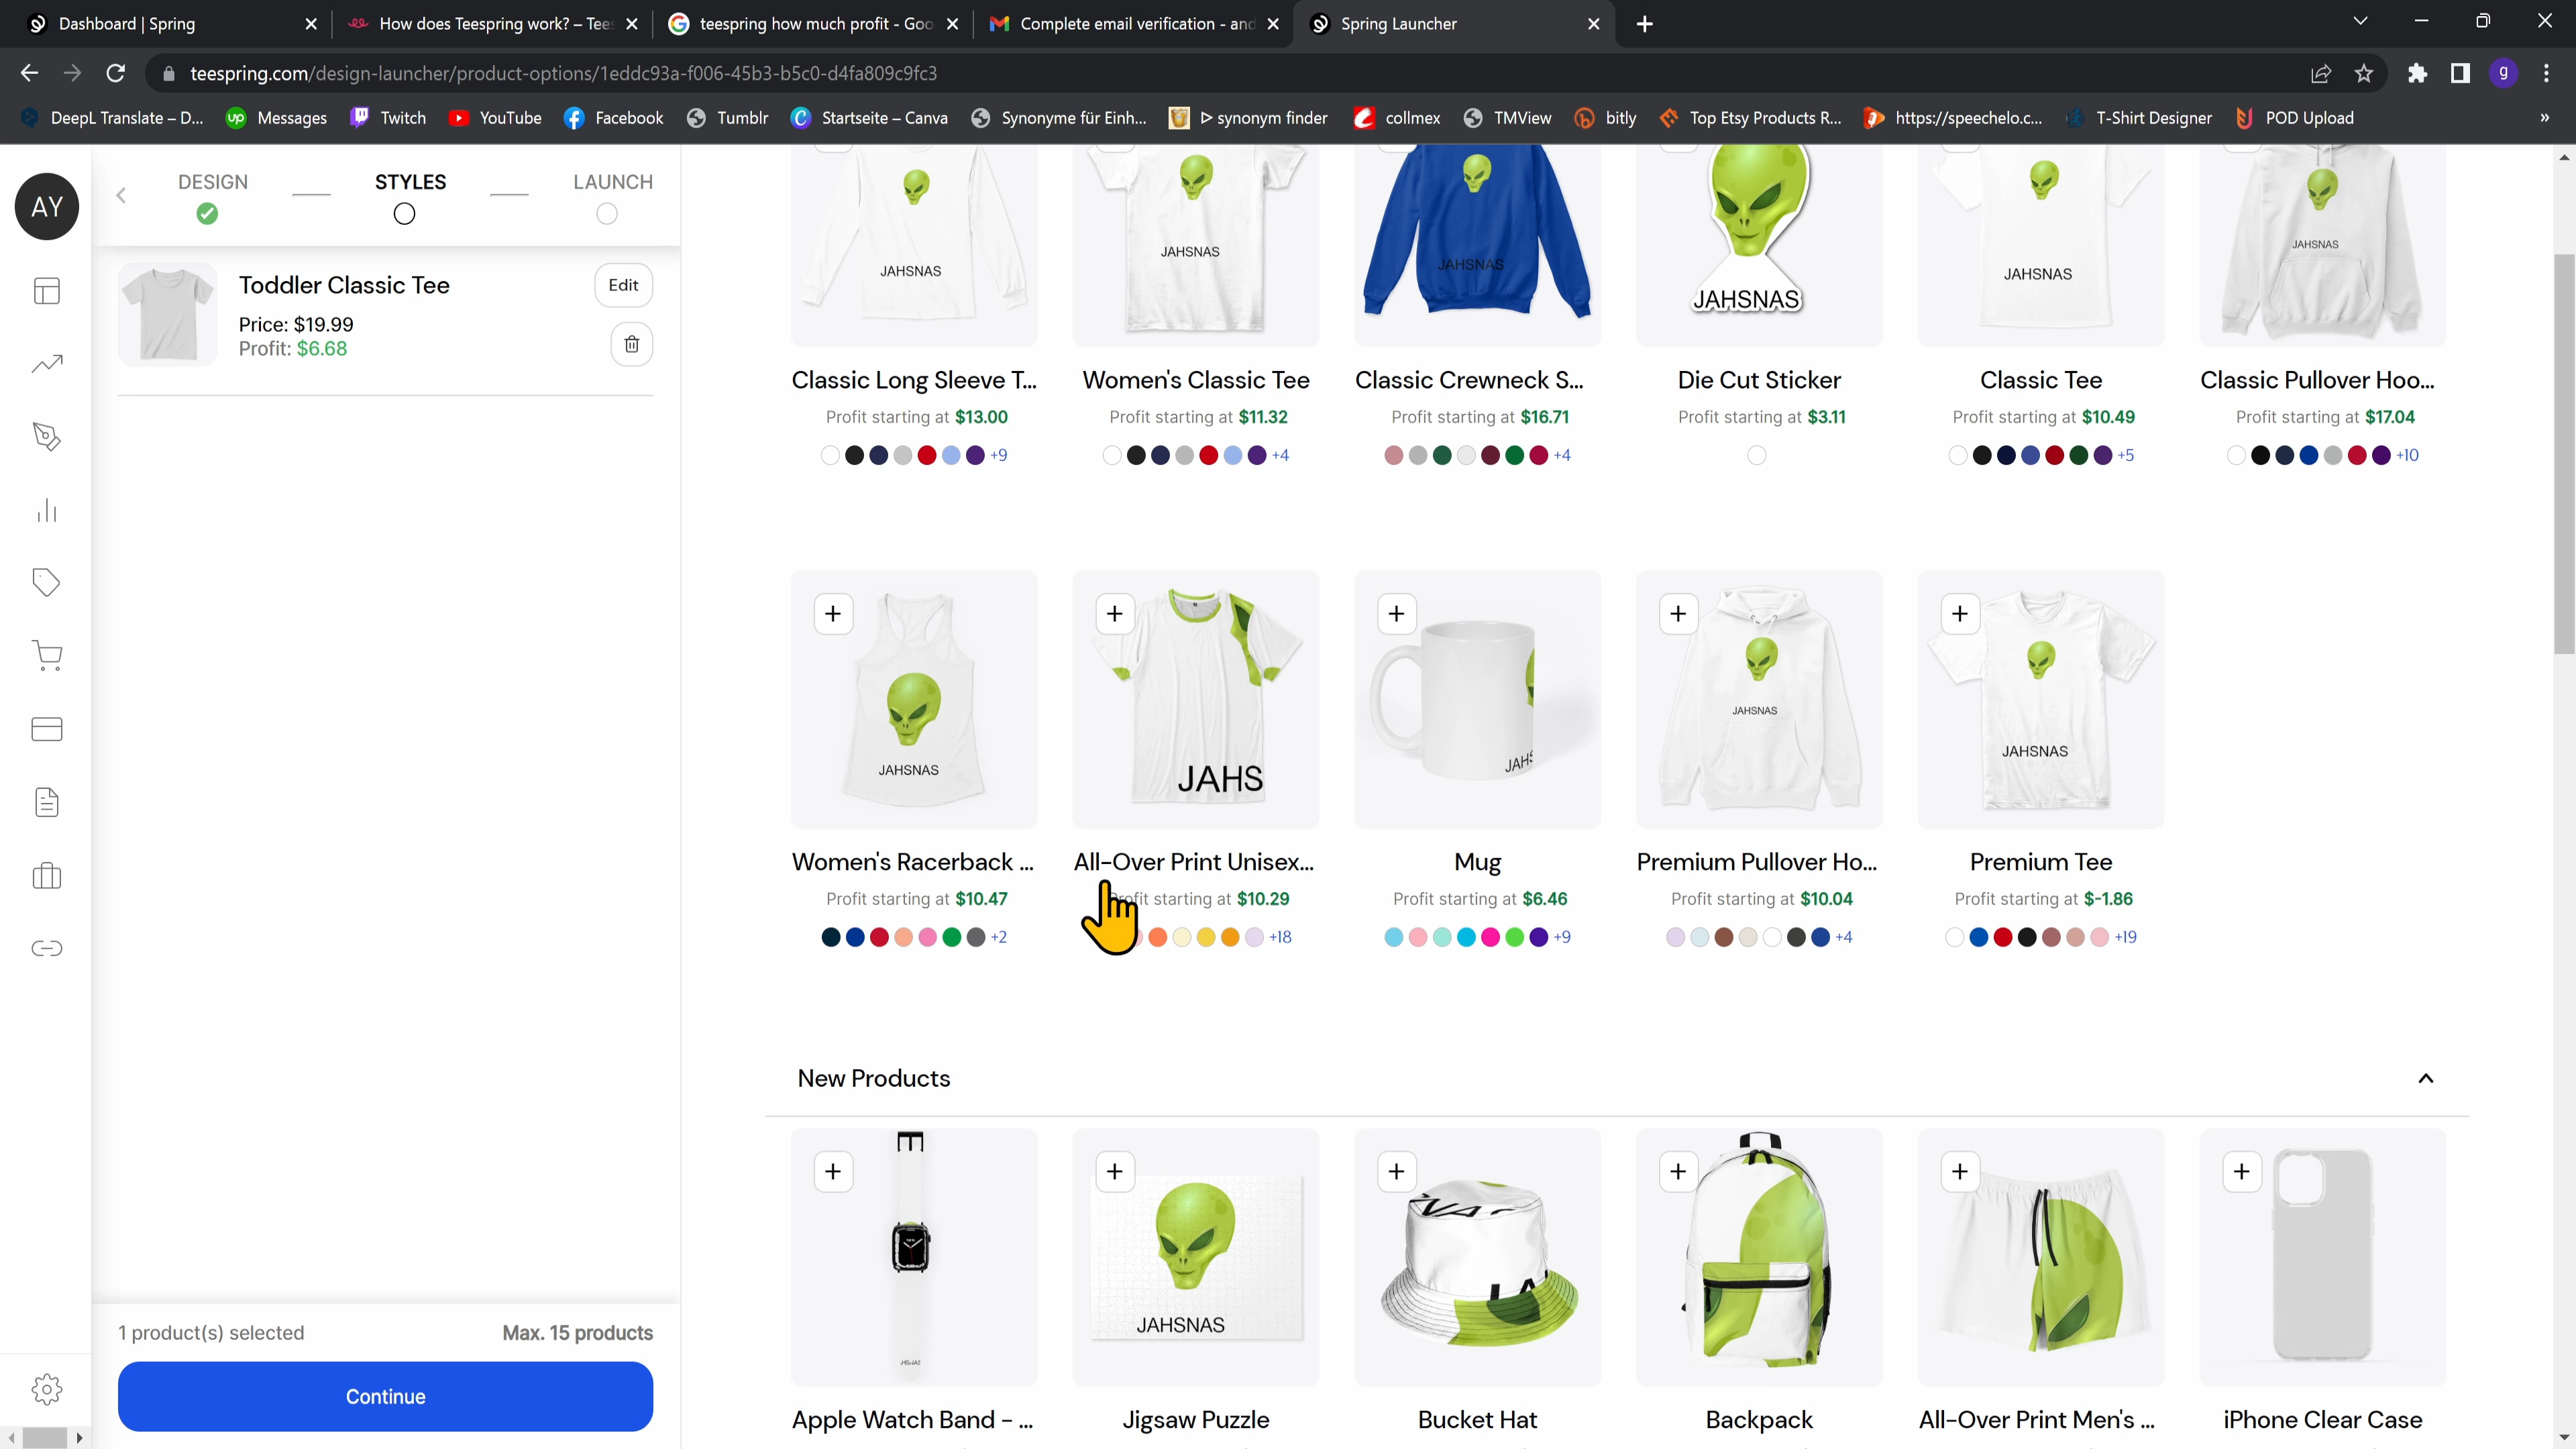 Dashboard | Spring
How does Teespring work? – Tee
teespring how much profit - Goo
Complete email verification - and
Spring Launcher
teespring.com/design-launcher/product-options/1eddc93a-f006-45b3-b5c0-d4fa809c9fc3
g
DeepL Translate – D...
up Messages
Twitch
YouTube
Facebook
Tumblr
Startseite – Canva
Synonyme für Einh...
ᐅ synonym finder
collmex
TMView
bitly
Top Etsy Products R...
https://speechelo.c...
T-Shirt Designer
POD Upload
»
AY
DESIGN
STYLES
LAUNCH
Toddler Classic Tee
Edit
Price: $19.99
Profit: $6.68
1 product(s) selected
Max. 15 products
Continue
JAHSNAS
JAHSNAS
JAHSNAS
JAHSNAS
JAHSNAS
JAHSNAS
Classic Long Sleeve T...
Women's Classic Tee
Classic Crewneck S...
Die Cut Sticker
Classic Tee
Classic Pullover Hoo...
Profit starting at $13.00
Profit starting at $11.32
Profit starting at $16.71
Profit starting at $3.11
Profit starting at $10.49
Profit starting at $17.04
+9
+4
+4
+5
+10
JAHSNAS
JAHS
JAHS
JAHSNAS
JAHSNAS
Women's Racerback ...
All-Over Print Unisex...
Mug
Premium Pullover Ho...
Premium Tee
Profit starting at $10.47
Profit starting at $10.29
Profit starting at $6.46
Profit starting at $10.04
Profit starting at $-1.86
+2
+18
+9
+4
+19
New Products
JAHSNAS
Apple Watch Band - ...
Jigsaw Puzzle
Bucket Hat
Backpack
All-Over Print Men's ...
iPhone Clear Case